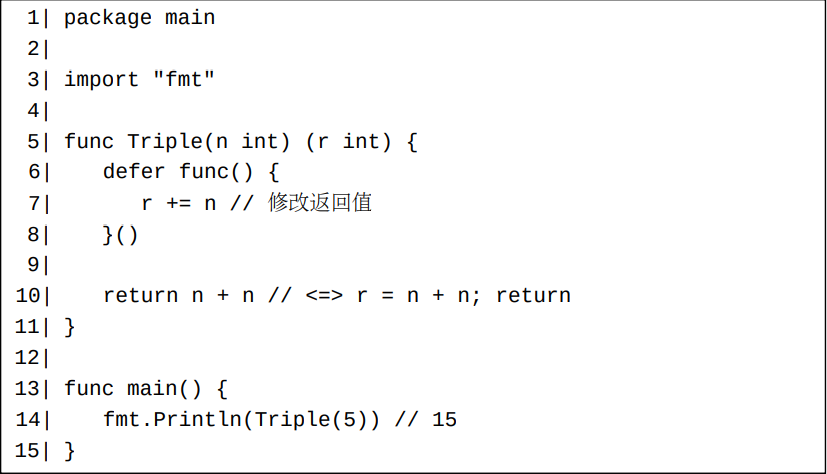 1| package main
2|
3| import "fmt"
4|
5| func Triple(n int) (r int) {
6|    defer func() {
7|       r += n // 修改返回值
8|    }()
9|
10|    return n + n // <=> r = n + n; return
11| }
12|
13| func main() {
14|    fmt.Println(Triple(5)) // 15
15| }